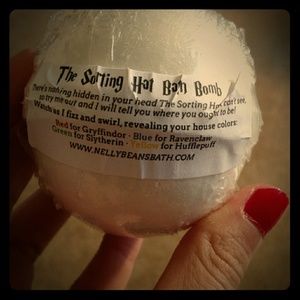 The Sorting Hat Bath Bomb
There's nothing hidden in your head The Sorting Hat can't see,
so try me out and I will tell you where you ought to be!
Watch as I fizz and swirl, revealing your house colors:
Red for Gryffindor · Blue for Ravenclaw
Green for Slytherin · Yellow for Hufflepuff
WWW.NELLYBEANSBATH.COM